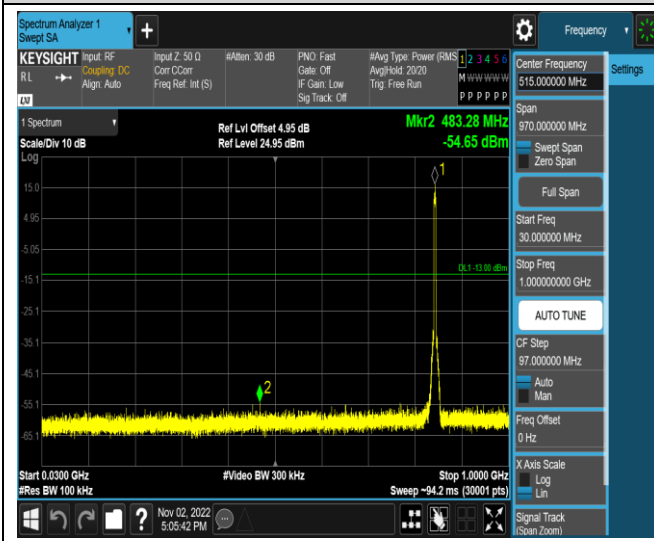 Spectrum Analyzer 1
Swept SA
+
Frequency
KEYSIGHT
RL
LXI
Input: RF
Coupling: DC
Align: Auto
Input Z: 50 Ω
Corr CCorr
Freq Ref: Int (S)
#Atten: 30 dB
PNO: Fast
Gate: Off
IF Gain: Low
Sig Track: Off
#Avg Type: Power (RMS
Avg|Hold: 20/20
Trig: Free Run
1 2 3 4 5 6
M W W W W W
P P P P P P
1 Spectrum
Scale/Div 10 dB
Log
Ref Lvl Offset 4.95 dB
Ref Level 24.95 dBm
Mkr2 483.28 MHz
-54.65 dBm
15.0
4.95
-5.05
-15.1
-25.1
-35.1
-45.1
-55.1
-65.1
1
DL1 -13.00 dBm
2
Start 0.0300 GHz
#Res BW 100 kHz
#Video BW 300 kHz
Stop 1.0000 GHz
Sweep ~94.2 ms (30001 pts)
?
Nov 02, 2022
5:05:42 PM
Center Frequency
515.000000 MHz
Settings
Span
970.000000 MHz
Swept Span
Zero Span
Full Span
Start Freq
30.000000 MHz
Stop Freq
1.000000000 GHz
AUTO TUNE
CF Step
97.000000 MHz
Auto
Man
Freq Offset
0 Hz
X Axis Scale
Log
Lin
Signal Track
(Span Zoom)